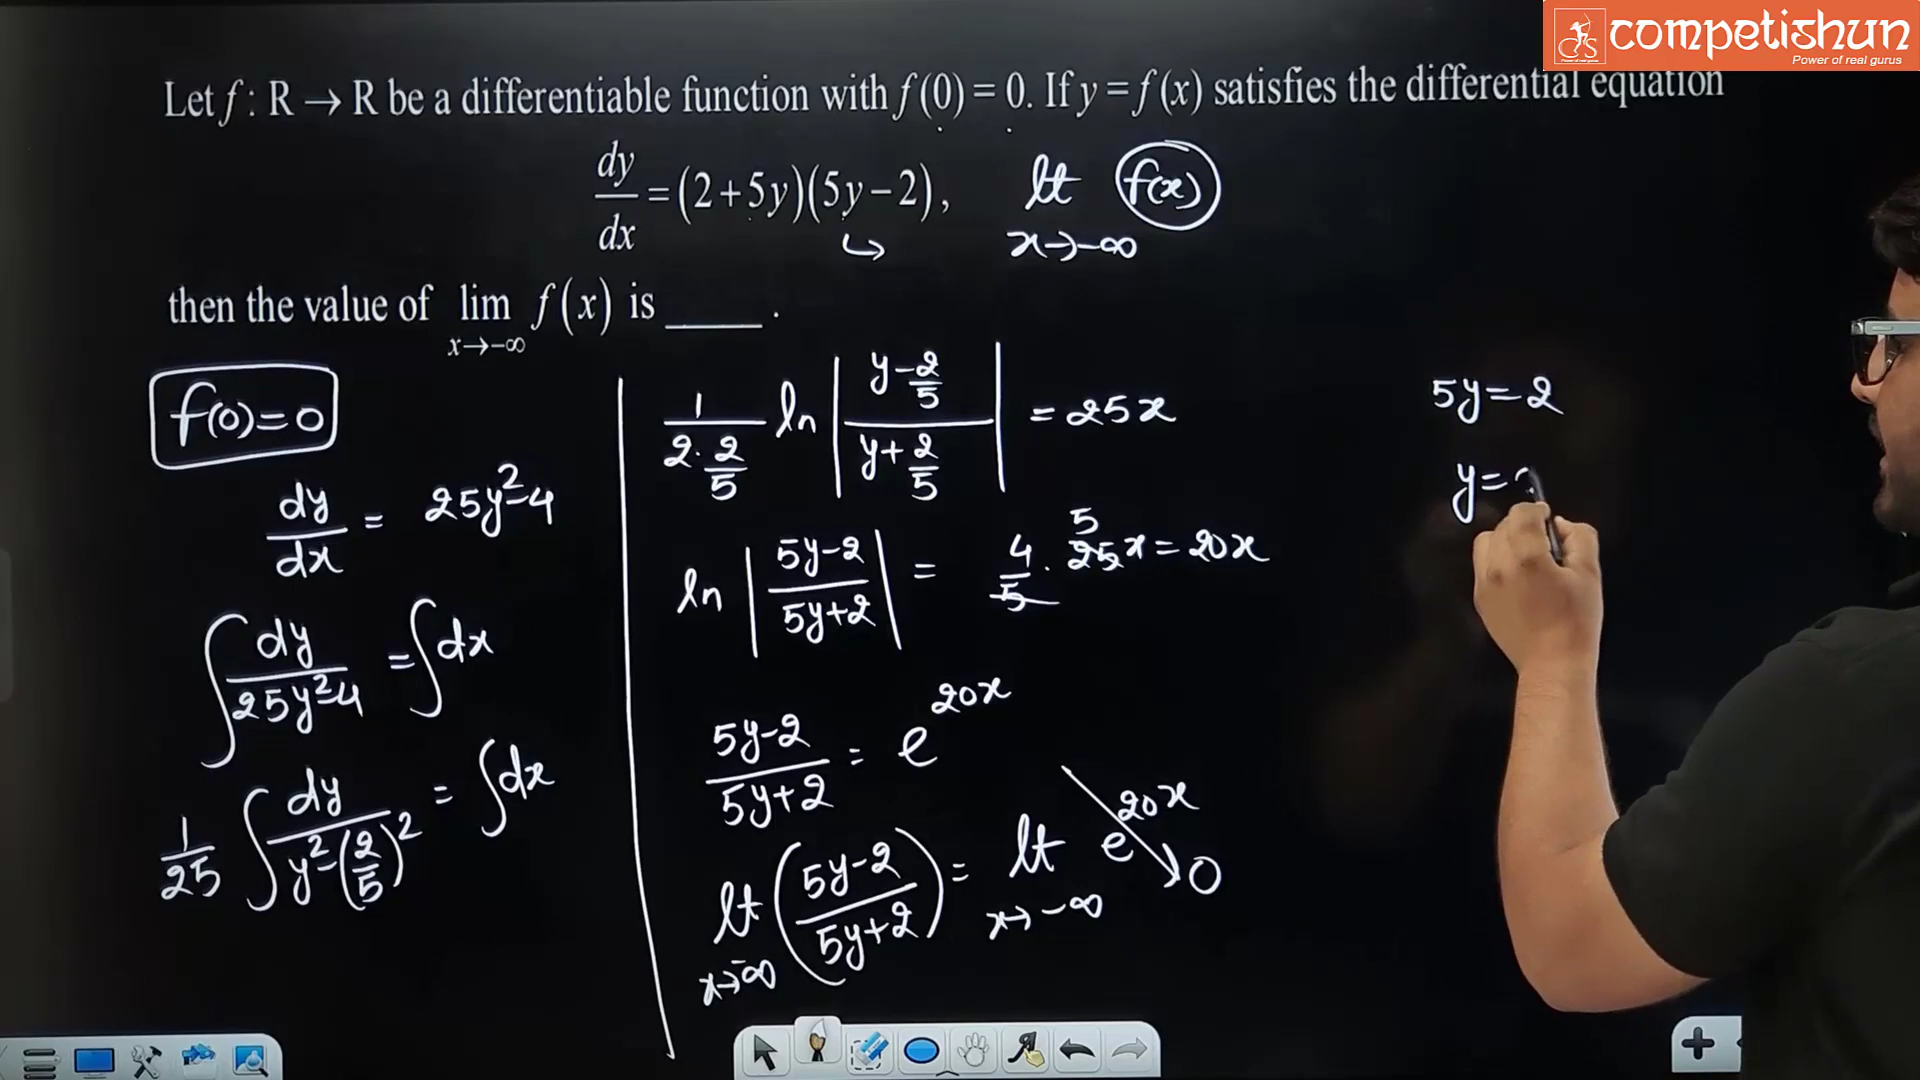 competishun
Power of real gurus
Let f : R → R be a differentiable function with f(0) = 0. If y = f(x) satisfies the differential equation
dy/dx = (2+5y)(5y−2), lt x→−∞ f(x)
then the value of lim x→−∞ f(x) is _____ .
f(0)=0
dy/dx = 25y²−4
∫ dy/(25y²−4) = ∫dx
1/25 ∫ dy/(y²−(2/5)²) = ∫dx
1/(2·2/5) ln |(y−2/5)/(y+2/5)| = 25x
ln |(5y−2)/(5y+2)| = 4/5 · 25x = 20x
5
(5y−2)/(5y+2) = e^20x
lt x→−∞ ((5y−2)/(5y+2)) = lt x→−∞ e^20x → 0
5y=2
y=